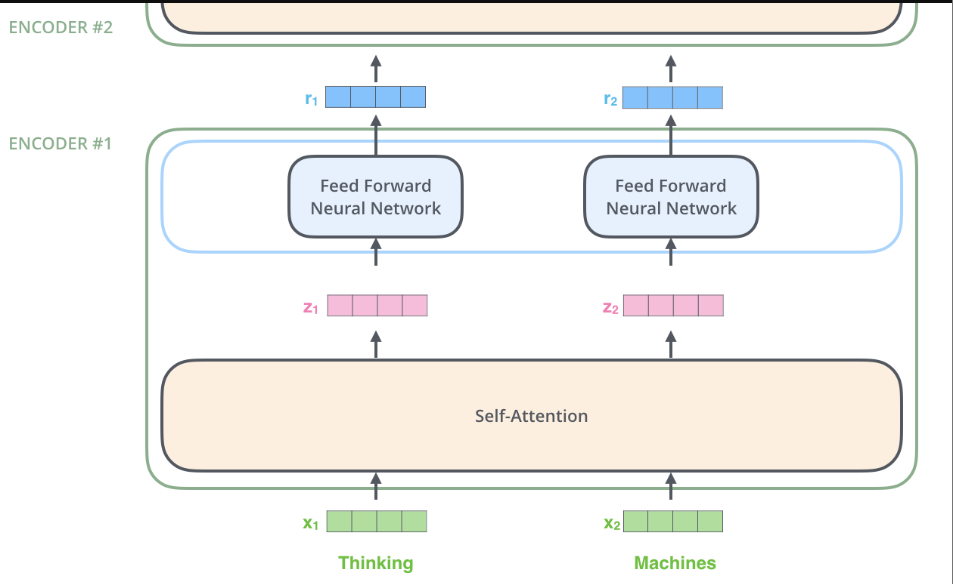 ENCODER #2
r₁
r₂
ENCODER #1
Feed Forward
Neural Network
Feed Forward
Neural Network
z₁
z₂
Self-Attention
x₁
x₂
Thinking
Machines